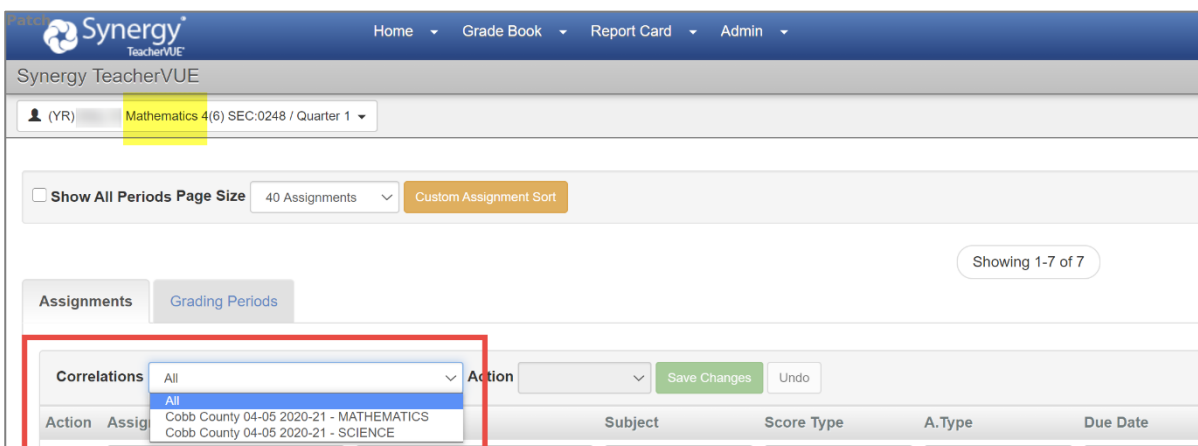 Patch
Synergy
TeacherVUE
Home Grade Book Report Card Admin
Synergy TeacherVUE
(YR) Mathematics 4(6) SEC:0248 / Quarter 1
Show All Periods Page Size 40 Assignments Custom Assignment Sort
Showing 1-7 of 7
Assignments Grading Periods
Correlations All Action Save Changes Undo
All
Cobb County 04-05 2020-21 - MATHEMATICS
Cobb County 04-05 2020-21 - SCIENCE
Action Assig Subject Score Type A.Type Due Date